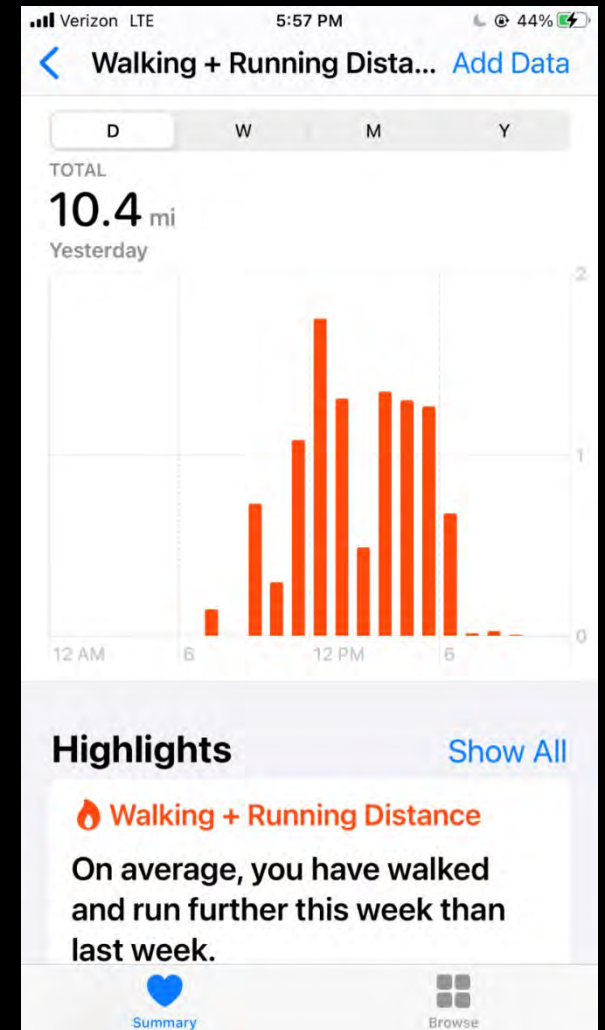 Verizon LTE 5:57 PM 44%
Walking + Running Dista... Add Data
D W M Y
TOTAL
10.4 mi
Yesterday
2
1
0
12 AM 6 12 PM 6
Highlights Show All
Walking + Running Distance
On average, you have walked
and run further this week than
last week.
Summary Browse